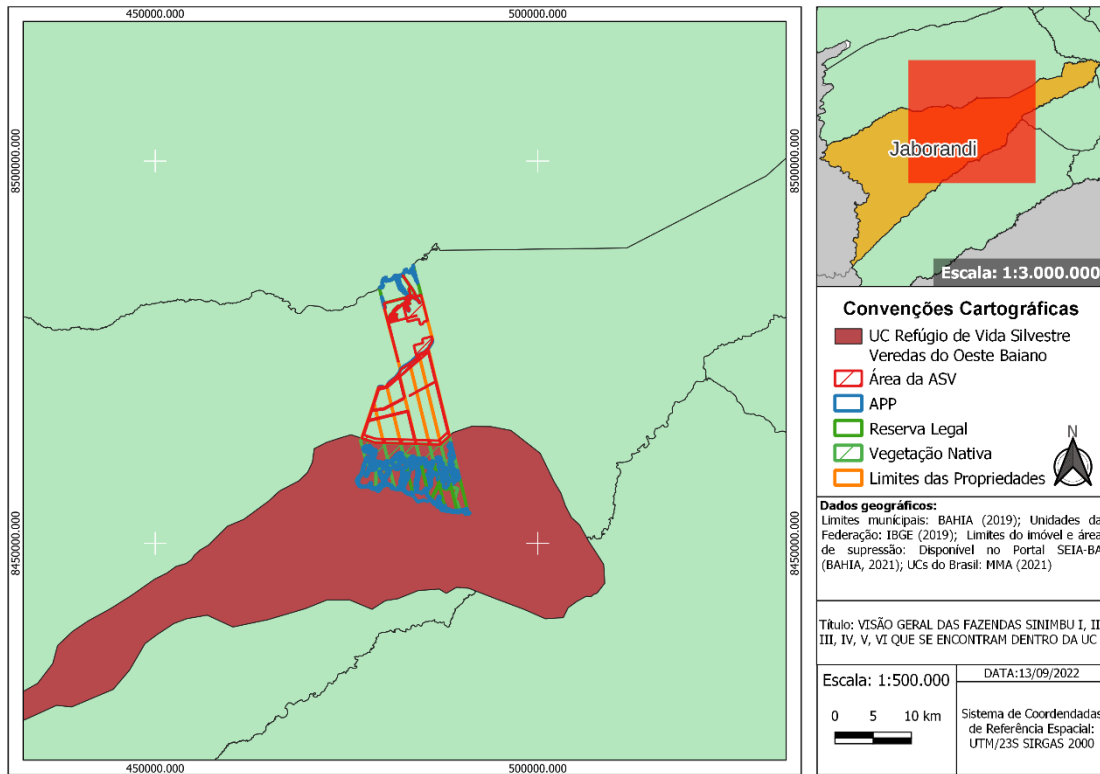 450000.000
500000.000
8500000.000
8500000.000
8450000.000
8450000.000
450000.000
500000.000
Jaborandi
Escala: 1:3.000.000
Convenções Cartográficas
UC Refúgio de Vida Silvestre
Veredas do Oeste Baiano
Área da ASV
APP
Reserva Legal
Vegetação Nativa
Limites das Propriedades
N
Dados geográficos:
Limites municipais: BAHIA (2019); Unidades da
Federação: IBGE (2019); Limites do imóvel e área
de supressão: Disponível no Portal SEIA-BA
(BAHIA, 2021); UCs do Brasil: MMA (2021)
Título: VISÃO GERAL DAS FAZENDAS SINIMBU I, II
III, IV, V, VI QUE SE ENCONTRAM DENTRO DA UC
Escala: 1:500.000
0 5 10 km
DATA:13/09/2022
Sistema de Coordendadas
de Referência Espacial:
UTM/23S SIRGAS 2000